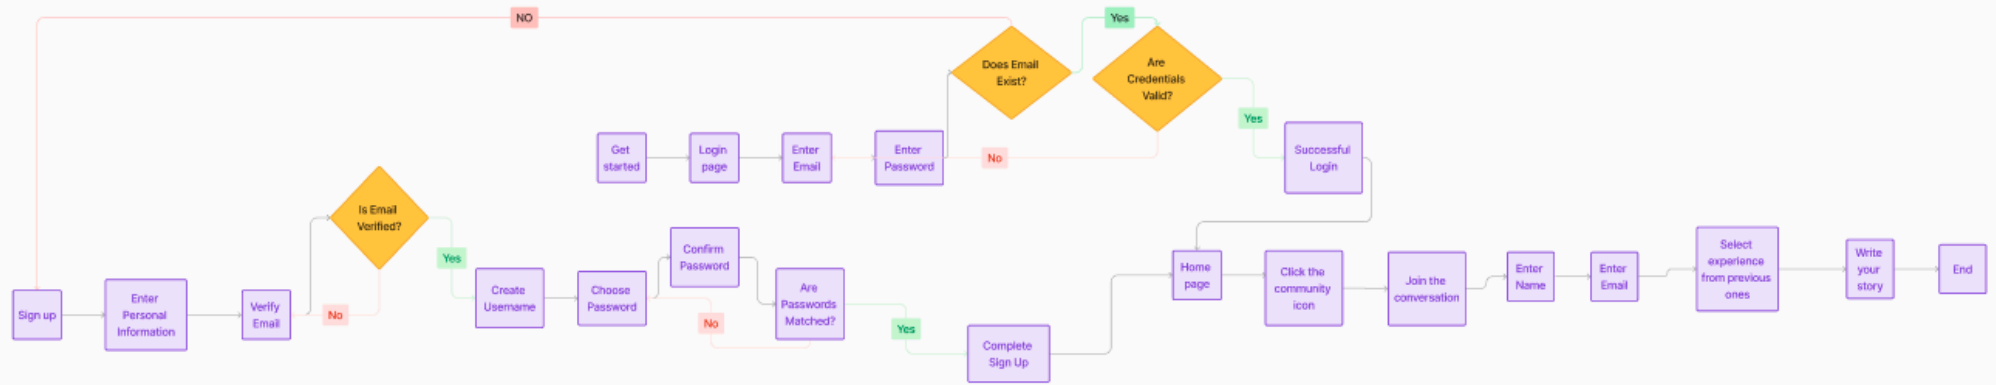 NO
Yes
Does Email
Exist?
Are
Credentials
Valid?
Yes
Get
started
Login
page
Enter
Email
Enter
Password
No
Successful
Login
Is Email
Verified?
Yes
No
Sign up
Enter
Personal
Information
Verify
Email
Create
Username
Choose
Password
Confirm
Password
No
Are
Passwords
Matched?
Yes
Complete
Sign Up
Home
page
Click the
community
icon
Join the
conversation
Enter
Name
Enter
Email
Select
experience
from previous
ones
Write
your
story
End